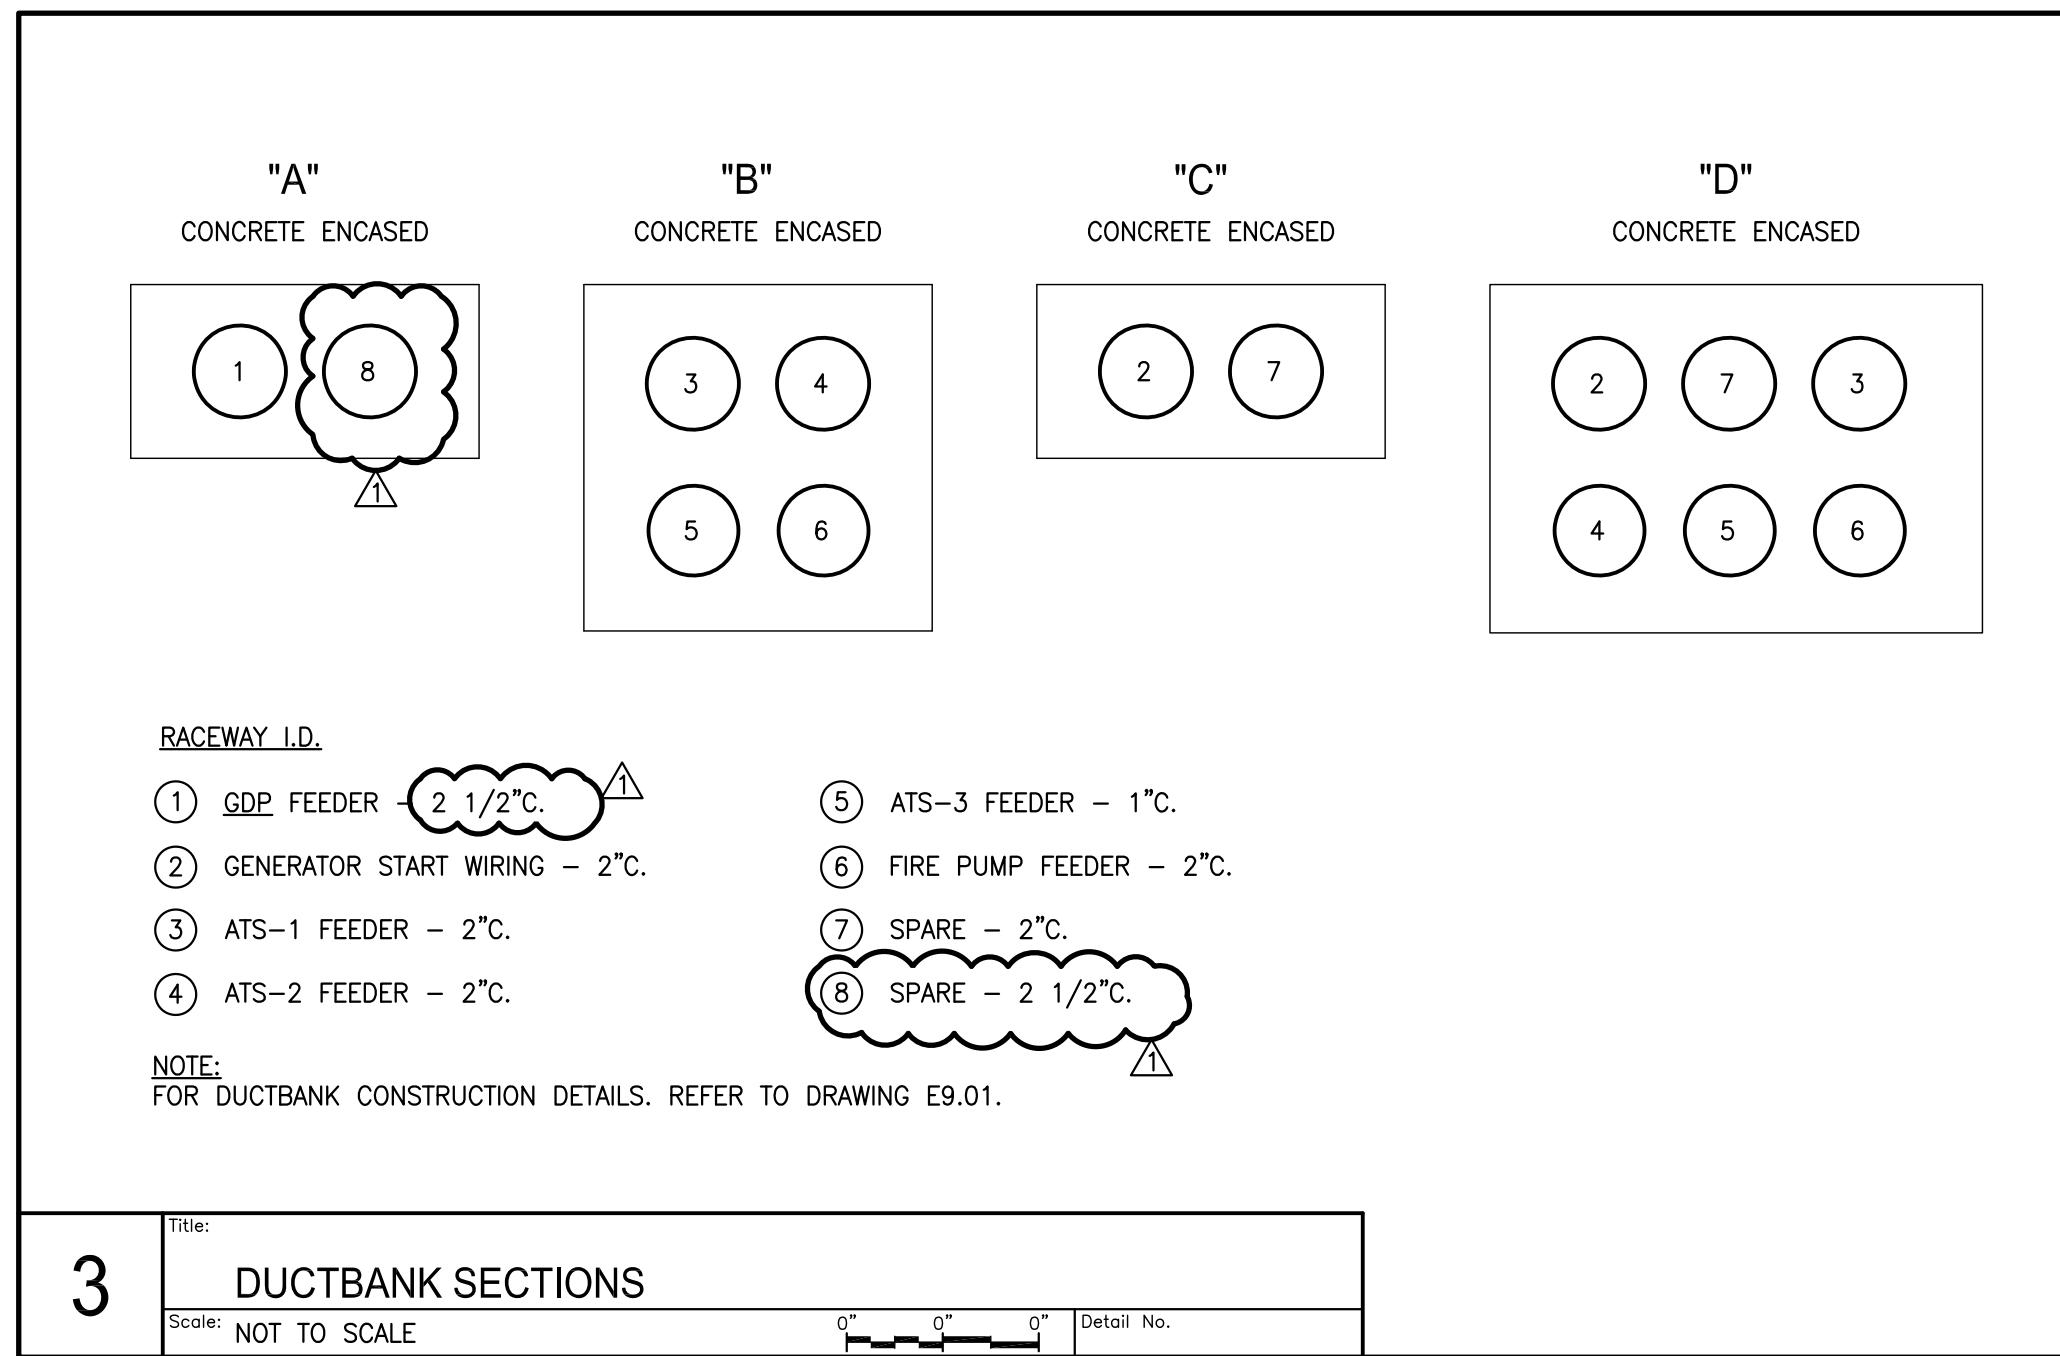 "A"
CONCRETE ENCASED
1
8
1
"B"
CONCRETE ENCASED
3
4
5
6
"C"
CONCRETE ENCASED
2
7
"D"
CONCRETE ENCASED
2
7
3
4
5
6
RACEWAY I.D.
1 GDP FEEDER – 2 1/2"C.
1
2 GENERATOR START WIRING – 2"C.
3 ATS–1 FEEDER – 2"C.
4 ATS–2 FEEDER – 2"C.
5 ATS–3 FEEDER – 1"C.
6 FIRE PUMP FEEDER – 2"C.
7 SPARE – 2"C.
8 SPARE – 2 1/2"C.
1
NOTE:
FOR DUCTBANK CONSTRUCTION DETAILS. REFER TO DRAWING E9.01.
3
Title:
DUCTBANK SECTIONS
Scale: NOT TO SCALE
0" 0" 0"
Detail No.